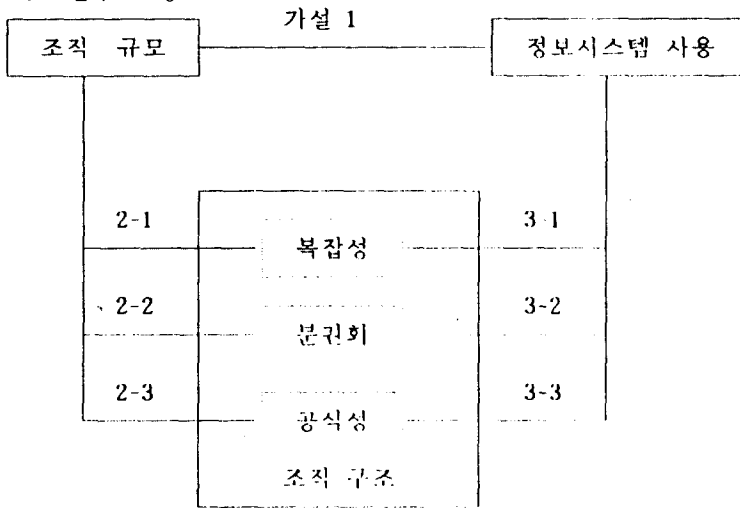 가설 1
조직 규모
정보시스템 사용
2-1
복잡성
3-1
2-2
분권화
3-2
2-3
공식성
3-3
조직 구조